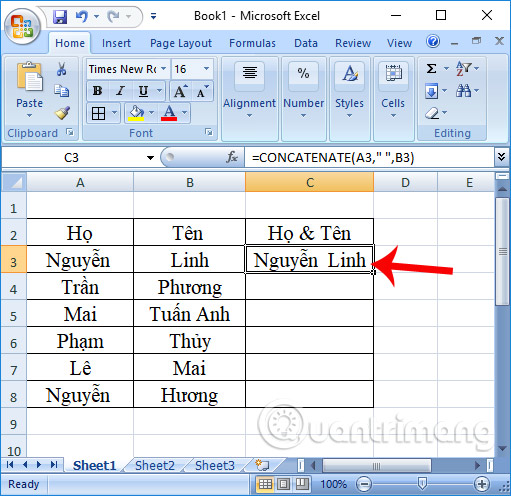 Book1 - Microsoft Excel
Home Insert Page Layout Formulas Data Review
Times New Ro 16
Paste B I U A A Alignment Number Styles Cells Σ
A
Clipboard Font Editing
C3 fx =CONCATENATE(A3," ",B3)
A B C D E
1
2 Họ Tên Họ & Tên
3 Nguyễn Linh Nguyễn Linh
4 Trần Phương
5 Mai Tuấn Anh
6 Phạm Thủy
7 Lê Mai
8 Nguyễn Hương
9
10
Quantrimang
Sheet1 Sheet2 Sheet3
Ready 100%